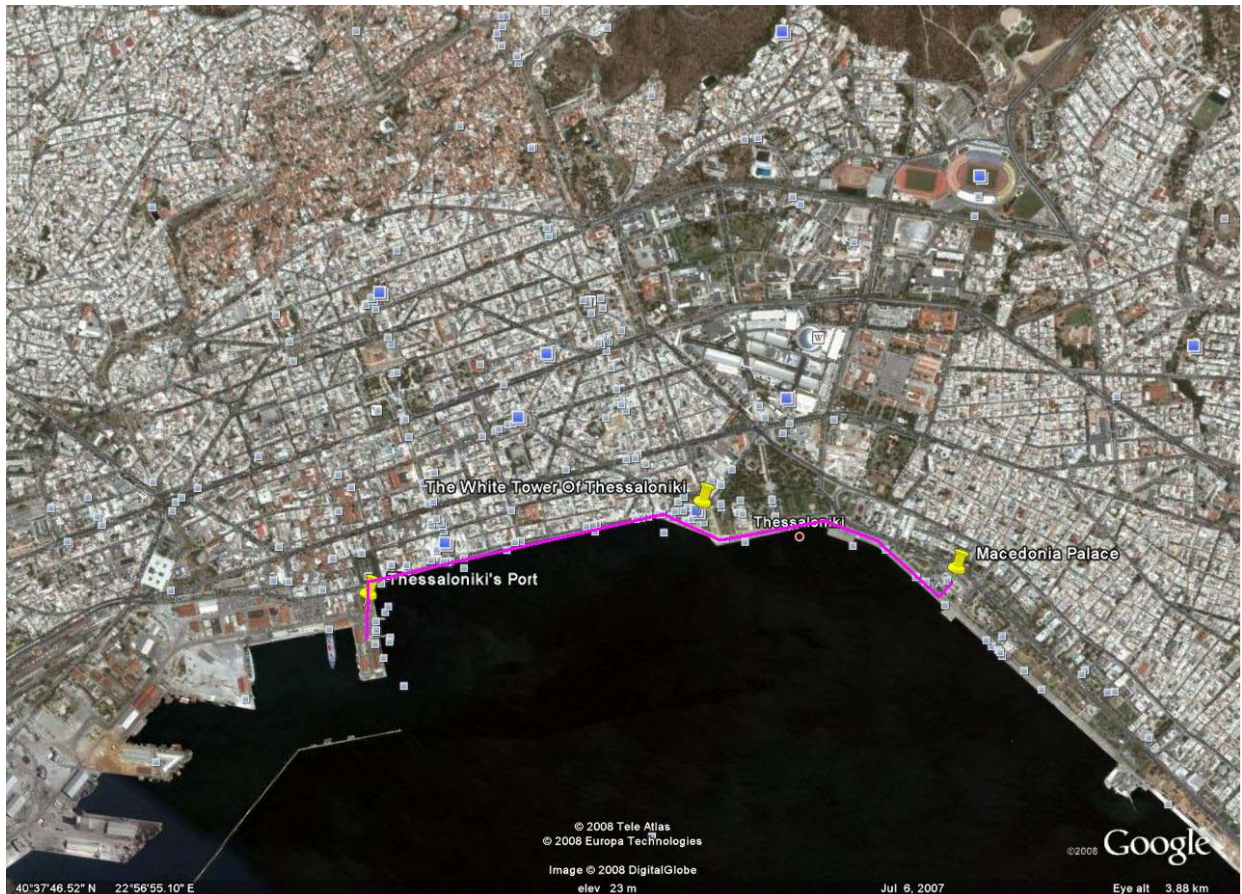 W
The White Tower Of Thessaloniki
Thessaloniki
Macedonia Palace
Thessaloniki's Port
© 2008 Tele Atlas
© 2008 Europa Technologies
Image © 2008 DigitalGlobe
©2008 Google
40°37'46.52" N 22°56'55.10" E elev 23 m Jul 6, 2007 Eye alt 3.88 km